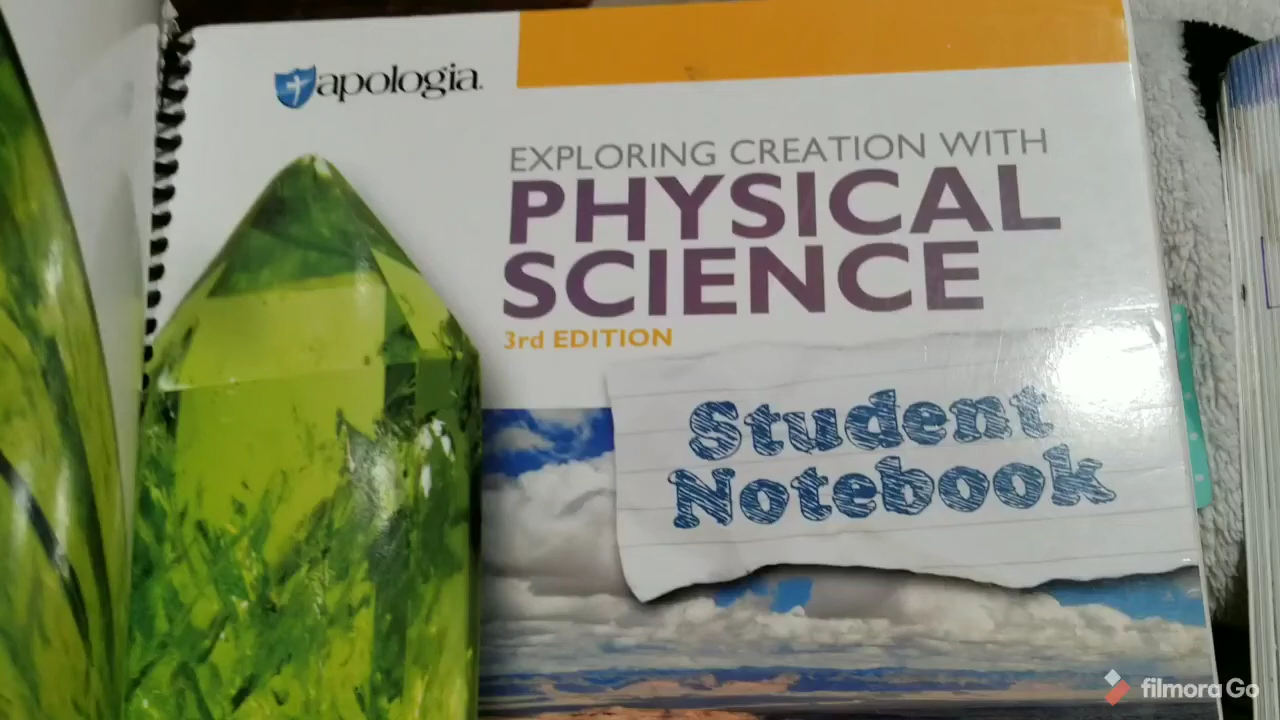 apologia.
EXPLORING CREATION WITH
PHYSICAL
SCIENCE
3rd EDITION
Student
Notebook
filmora Go